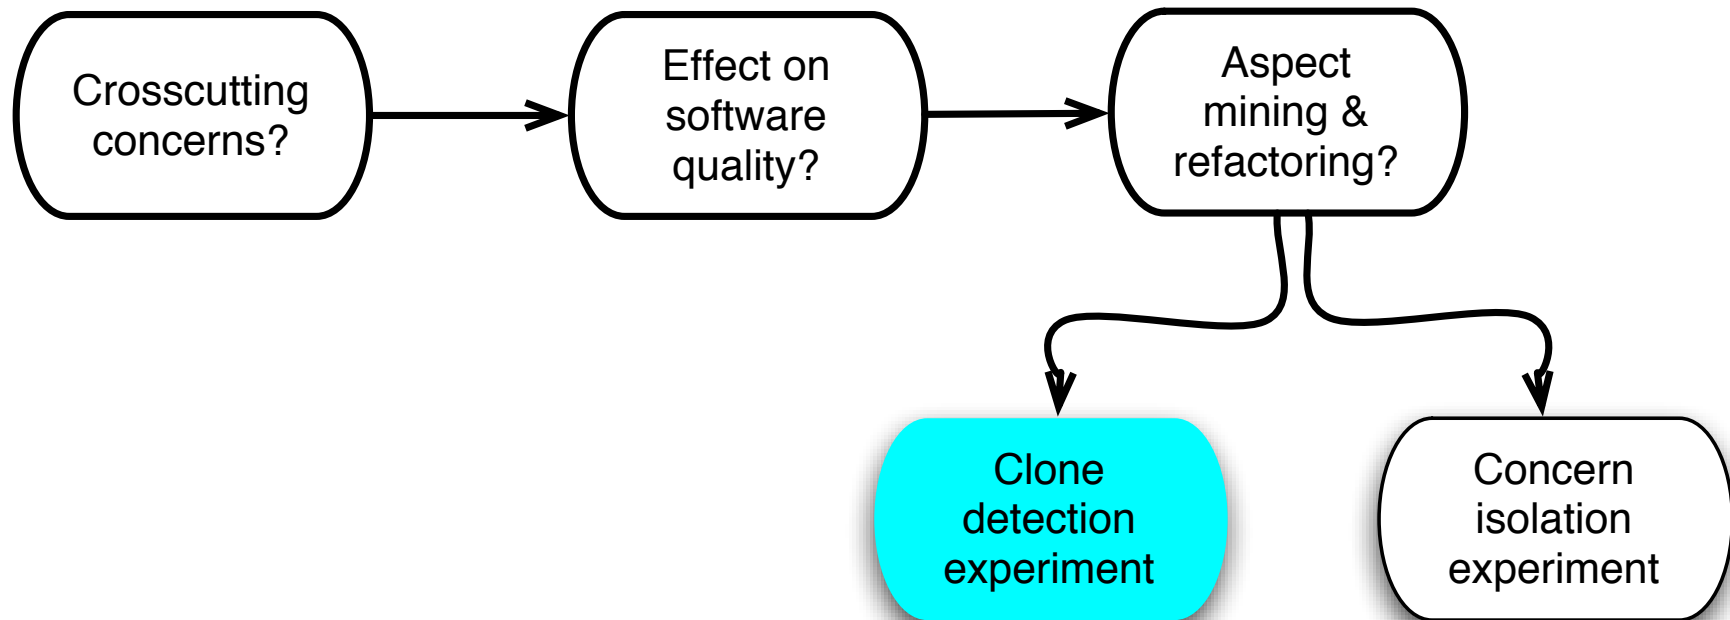 Crosscutting
concerns?
Effect on
software
quality?
Aspect
mining &
refactoring?
Clone
detection
experiment
Concern
isolation
experiment